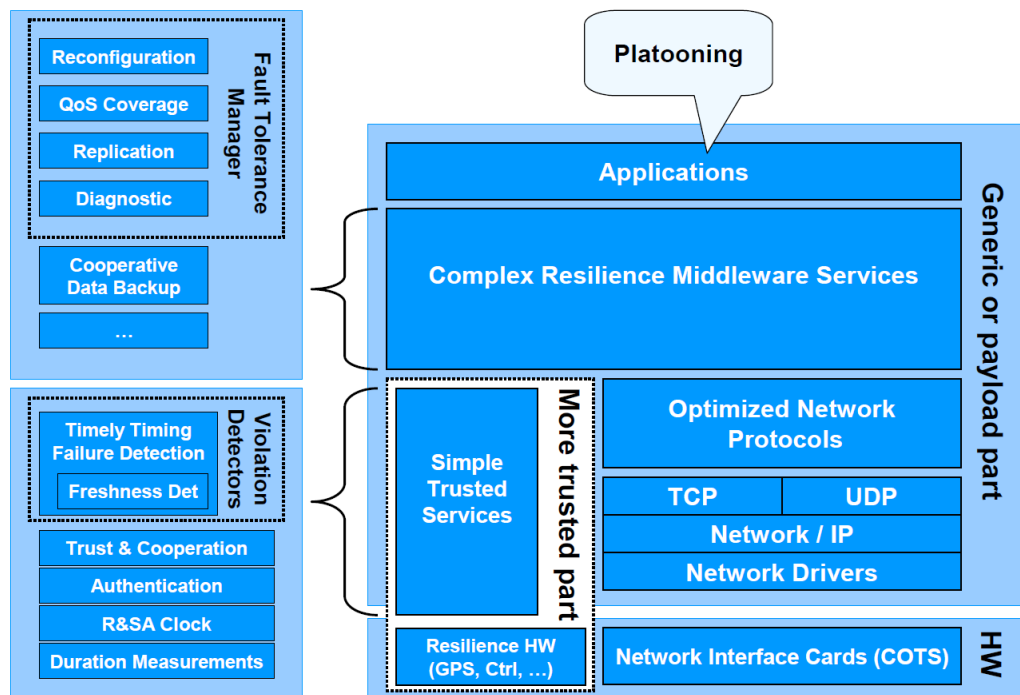 Reconfiguration
QoS Coverage
Replication
Diagnostic
Fault Tolerance
Manager
Cooperative
Data Backup
...
Timely Timing
Failure Detection
Freshness Det
Violation
Detectors
Trust & Cooperation
Authentication
R&SA Clock
Duration Measurements
Platooning
Applications
Complex Resilience Middleware Services
Generic or payload part
Simple
Trusted
Services
More trusted part
Optimized Network
Protocols
TCP
UDP
Network / IP
Network Drivers
Resilience HW
(GPS, Ctrl, ...)
Network Interface Cards (COTS)
HW